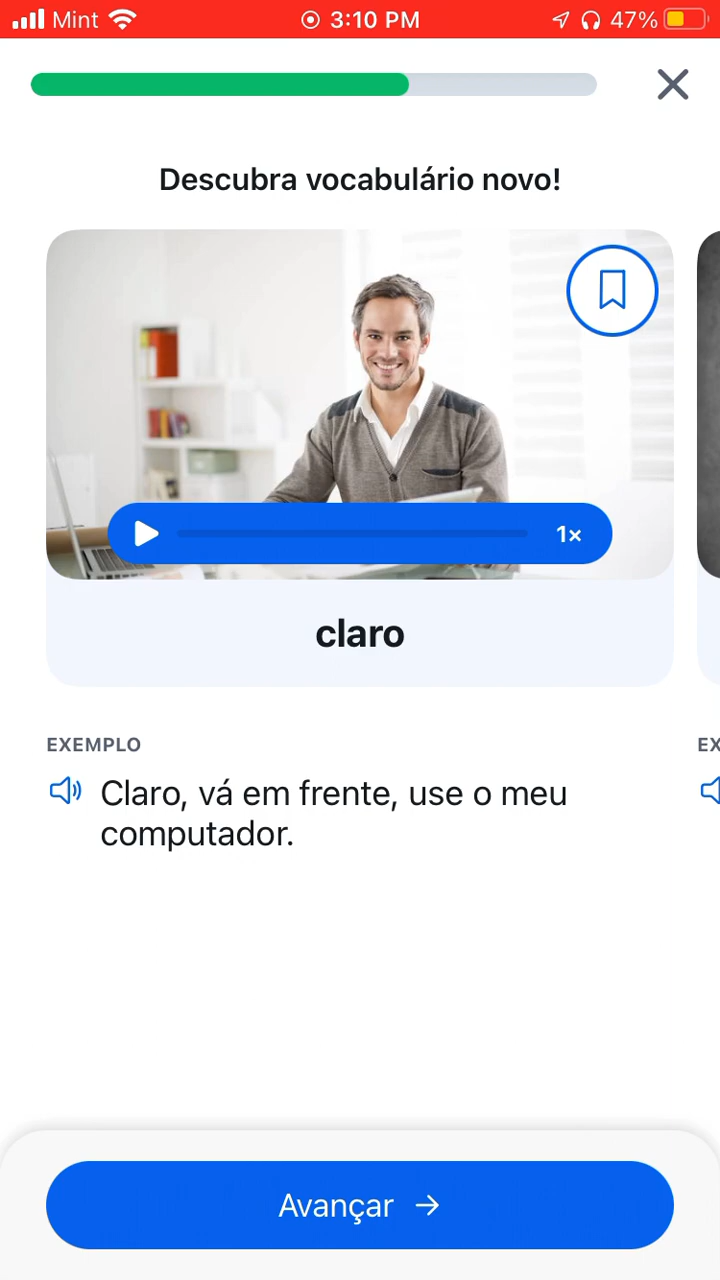 Mint 3:10 PM 47%
Descubra vocabulário novo!
1×
claro
EXEMPLO
EX
Claro, vá em frente, use o meu
computador.
Avançar →